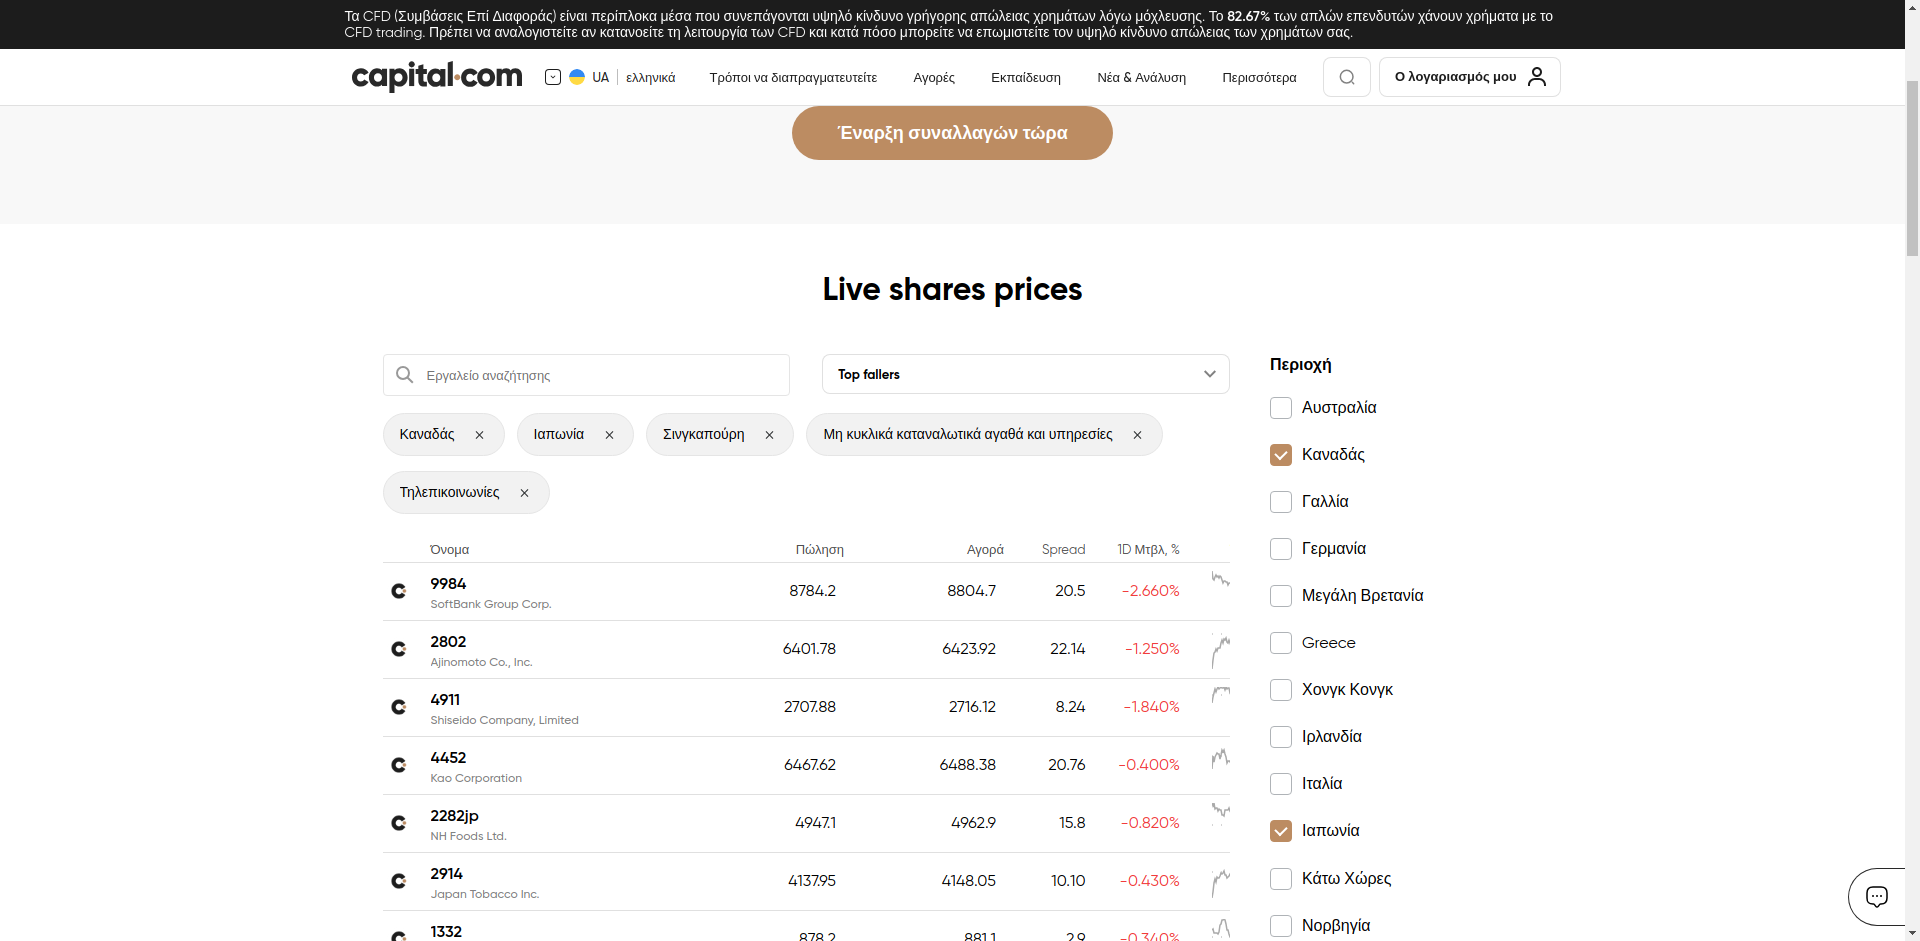 Τα CFD (Συμβάσεις Επί Διαφοράς) είναι περίπλοκα μέσα που συνεπάγονται υψηλό κίνδυνο γρήγορης απώλειας χρημάτων λόγω μόχλευσης. Το 82.67% των απλών επενδυτών χάνουν χρήματα με το
CFD trading. Πρέπει να αναλογιστείτε αν κατανοείτε τη λειτουργία των CFD και κατά πόσο μπορείτε να επωμιστείτε τον υψηλό κίνδυνο απώλειας των χρημάτων σας.
capital.com UA ελληνικά Τρόποι να διαπραγματευτείτε Αγορές Εκπαίδευση Νέα & Ανάλυση Περισσότερα Ο λογαριασμός μου
Έναρξη συναλλαγών τώρα
Live shares prices
Εργαλείο αναζήτησης Top fallers
Καναδάς Ιαπωνία Σινγκαπούρη Μη κυκλικά καταναλωτικά αγαθά και υπηρεσίες
Τηλεπικοινωνίες
Όνομα Πώληση Αγορά Spread 1D Μτβλ, %
9984 8784.2 8804.7 20.5 -2.660%
SoftBank Group Corp.
2802 6401.78 6423.92 22.14 -1.250%
Ajinomoto Co., Inc.
4911 2707.88 2716.12 8.24 -1.840%
Shiseido Company, Limited
4452 6467.62 6488.38 20.76 -0.400%
Kao Corporation
2282jp 4947.1 4962.9 15.8 -0.820%
NH Foods Ltd.
2914 4137.95 4148.05 10.10 -0.430%
Japan Tobacco Inc.
1332 878.2 881.1 2.9 -0.340%
Περιοχή
Αυστραλία
Καναδάς
Γαλλία
Γερμανία
Μεγάλη Βρετανία
Greece
Χονγκ Κονγκ
Ιρλανδία
Ιταλία
Ιαπωνία
Κάτω Χώρες
Νορβηγία